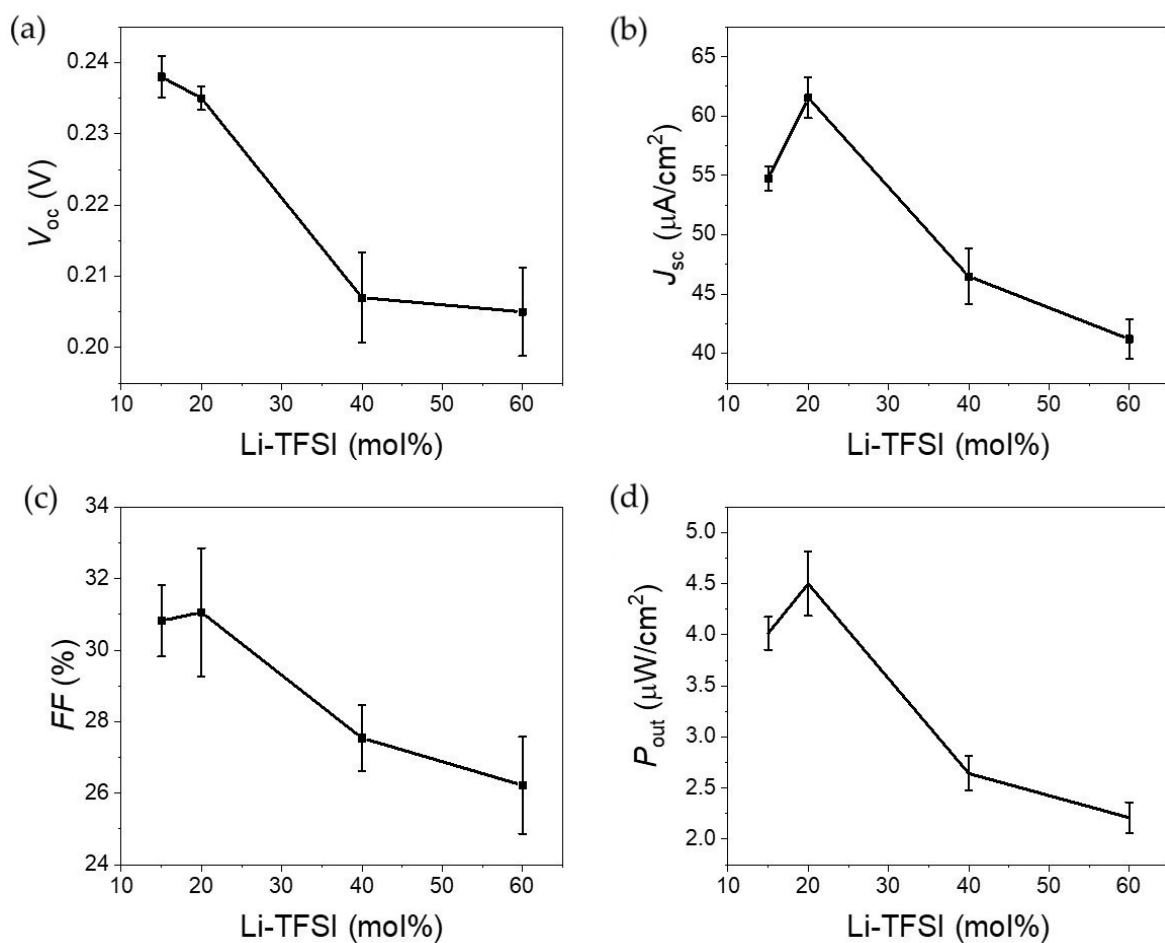 (a)
0.24
0.23
0.22
0.21
0.20
V_oc (V)
10 20 30 40 50 60
Li-TFSI (mol%)
(b)
65
60
55
50
45
40
J_sc (μA/cm²)
10 20 30 40 50 60
Li-TFSI (mol%)
(c)
34
32
30
28
26
24
FF (%)
10 20 30 40 50 60
Li-TFSI (mol%)
(d)
5.0
4.5
4.0
3.5
3.0
2.5
2.0
P_out (μW/cm²)
10 20 30 40 50 60
Li-TFSI (mol%)